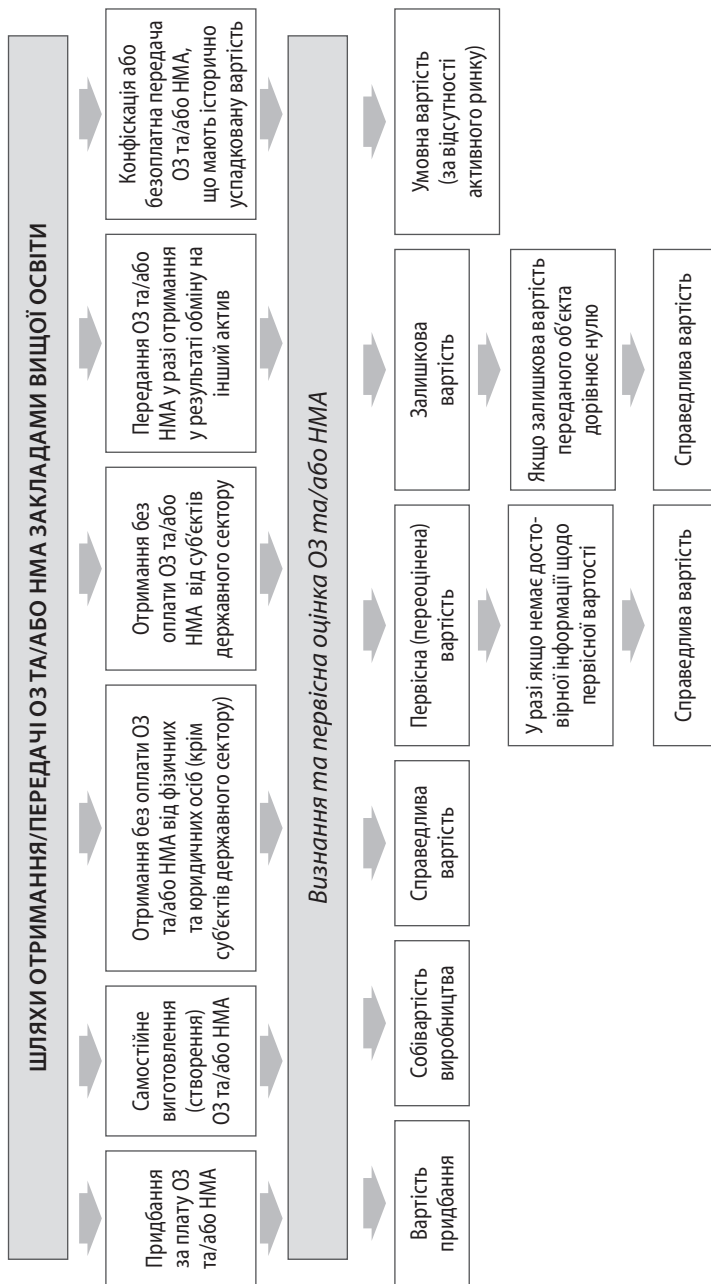 ШЛЯХИ ОТРИМАННЯ/ПЕРЕДАЧІ ОЗ ТА/АБО НМА ЗАКЛАДАМИ ВИЩОЇ ОСВІТИ
Придбання
за плату ОЗ
та/або НМА
Самостійне
виготовлення
(створення)
ОЗ та/або НМА
Отримання без оплати ОЗ
та/або НМА від фізичних
та юридичних осіб (крім
суб’єктів державного сектору)
Отримання без
оплати ОЗ та/або
НМА від суб’єктів
державного сектору
Передання ОЗ та/або
НМА у разі отримання
у результаті обміну на
інший актив
Конфіскація або
безоплатна передача
ОЗ та/або НМА,
що мають історично
успадковану вартість
Визнання та первісна оцінка ОЗ та/або НМА
Вартість
придбання
Собівартість
виробництва
Справедлива
вартість
Первісна (переоцінена)
вартість
Залишкова
вартість
Умовна вартість
(за відсутності
активного ринку)
У разі якщо немає досто-
вірної інформації щодо
первісної вартості
Якщо залишкова вартість
переданого об’єкта
дорівнює нулю
Справедлива вартість
Справедлива вартість